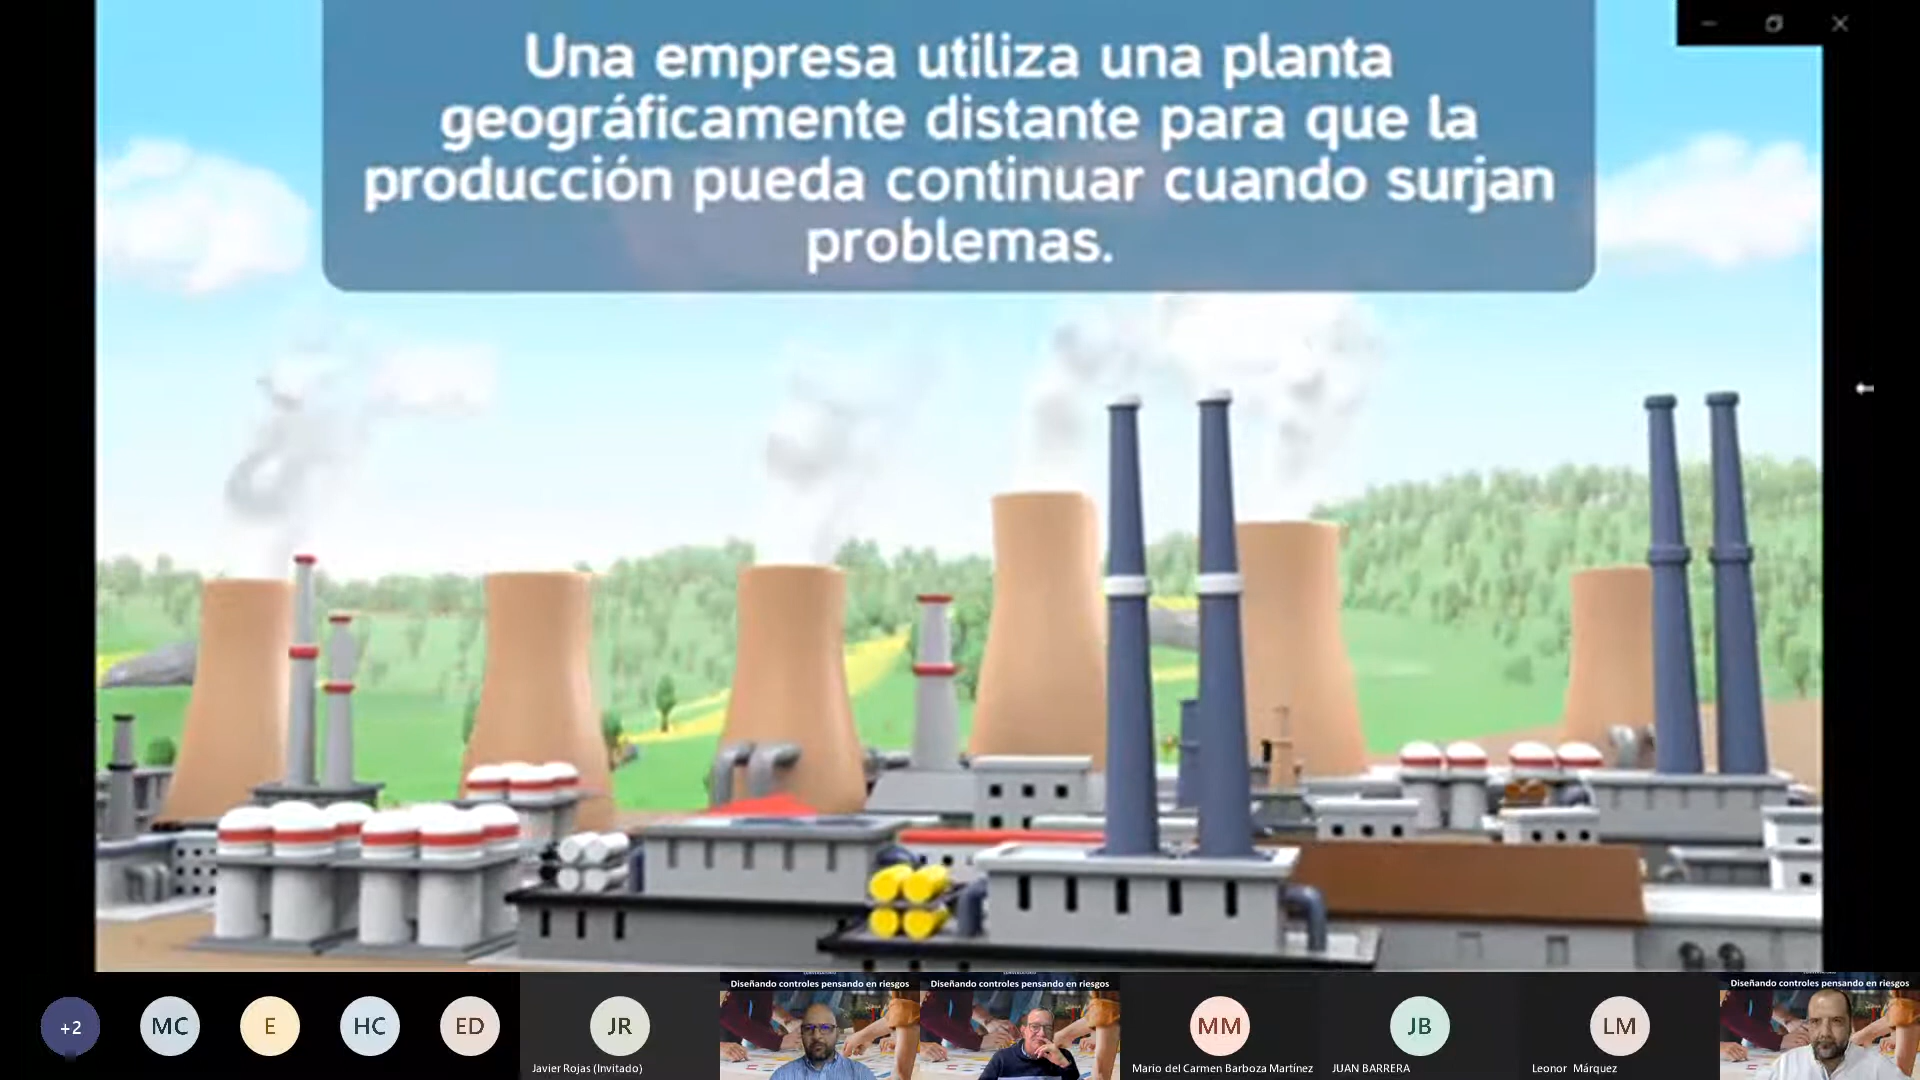 Una empresa utiliza una planta
geográficamente distante para que la
producción pueda continuar cuando surjan
problemas.
+2
MC
E
HC
ED
JR
Javier Rojas (Invitado)
Diseñando controles pensando en riesgos
Diseñando controles pensando en riesgos
MM
Mario del Carmen Barboza Martínez
JB
JUAN BARRERA
LM
Leonor Márquez
Diseñando controles pensando en riesgos